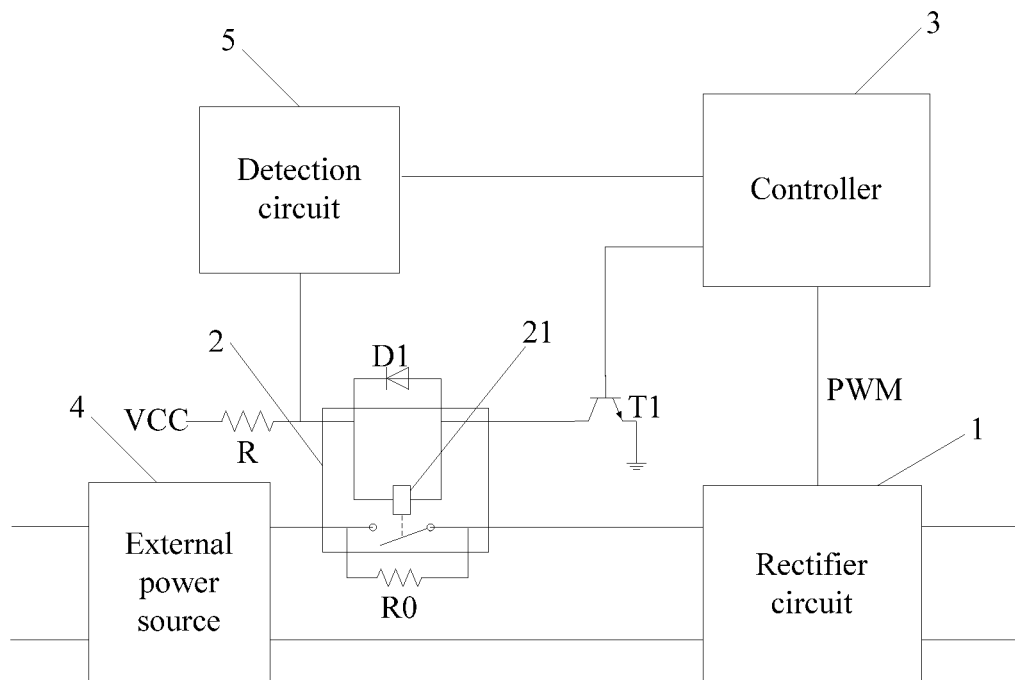 5
3
Detection
circuit
Controller
2
D1
21
4
VCC
R
T1
PWM
1
External
power
source
R0
Rectifier
circuit